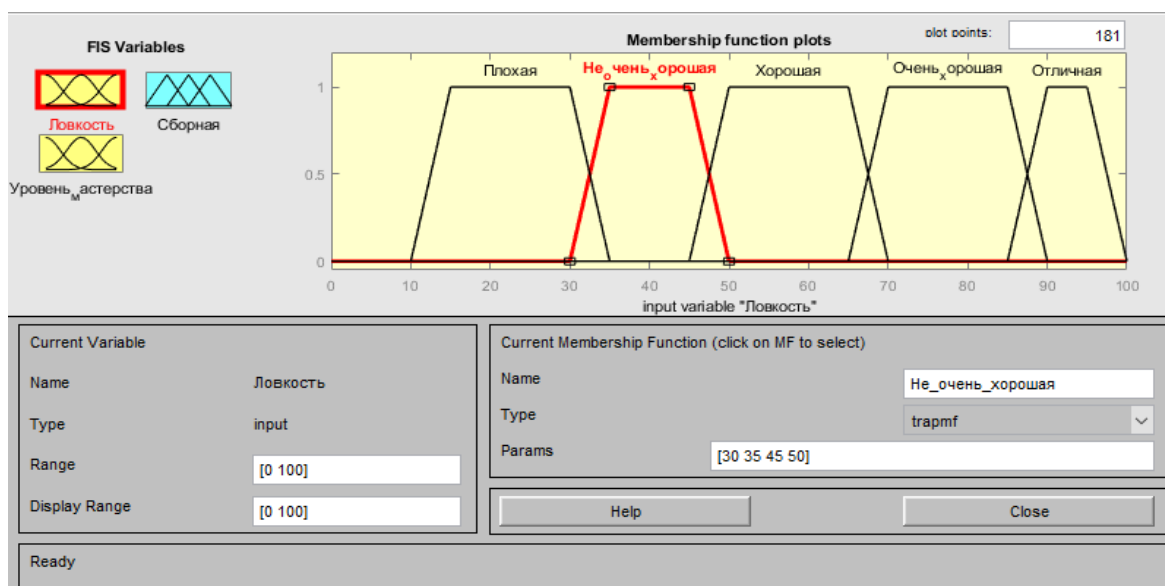 FIS Variables
Ловкость
Сборная
Уровень_мастерства
Membership function plots
plot points:
181
Плохая
Не_очень_хорошая
Хорошая
Очень_хорошая
Отличная
1
0.5
0
0 10 20 30 40 50 60 70 80 90 100
input variable "Ловкость"
Current Variable
Name Ловкость
Type input
Range [0 100]
Display Range [0 100]
Current Membership Function (click on MF to select)
Name Не_очень_хорошая
Type trapmf
Params [30 35 45 50]
Help
Close
Ready